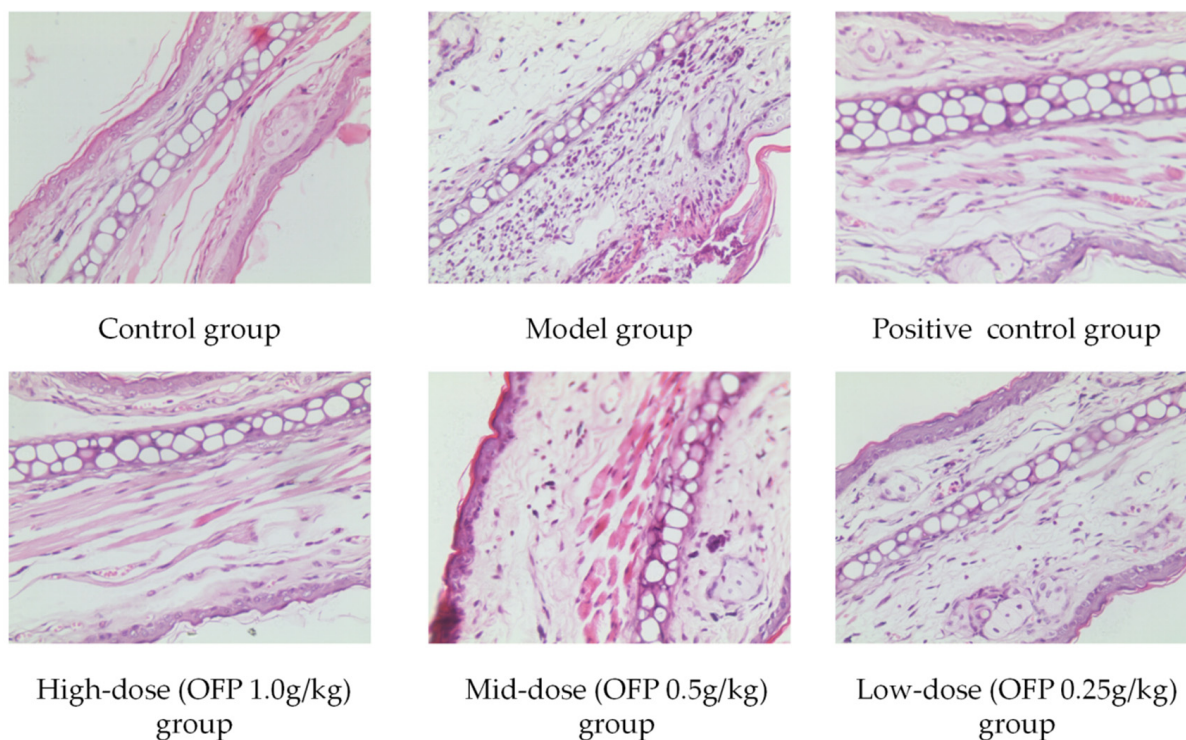 Control group
Model group
Positive control group
High-dose (OFP 1.0g/kg)
group
Mid-dose (OFP 0.5g/kg)
group
Low-dose (OFP 0.25g/kg)
group